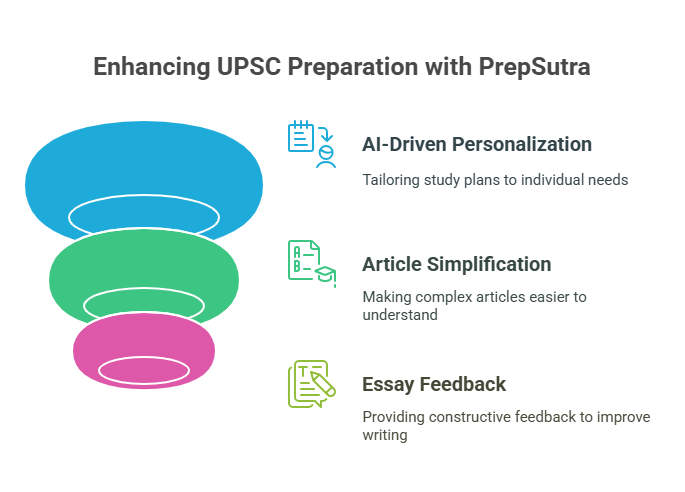 Enhancing UPSC Preparation with PrepSutra
AI-Driven Personalization
Tailoring study plans to individual needs
Article Simplification
Making complex articles easier to
understand
Essay Feedback
Providing constructive feedback to improve
writing